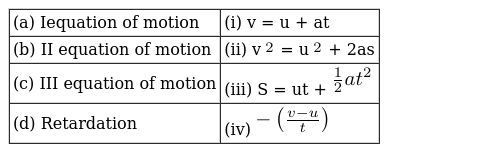 (a) Iequation of motion (i) v = u + at
(b) II equation of motion (ii) v 2 = u 2 + 2as
(c) III equation of motion (iii) S = ut + \frac{1}{2}at^2
(d) Retardation (iv) -\left(\frac{v-u}{t}\right)